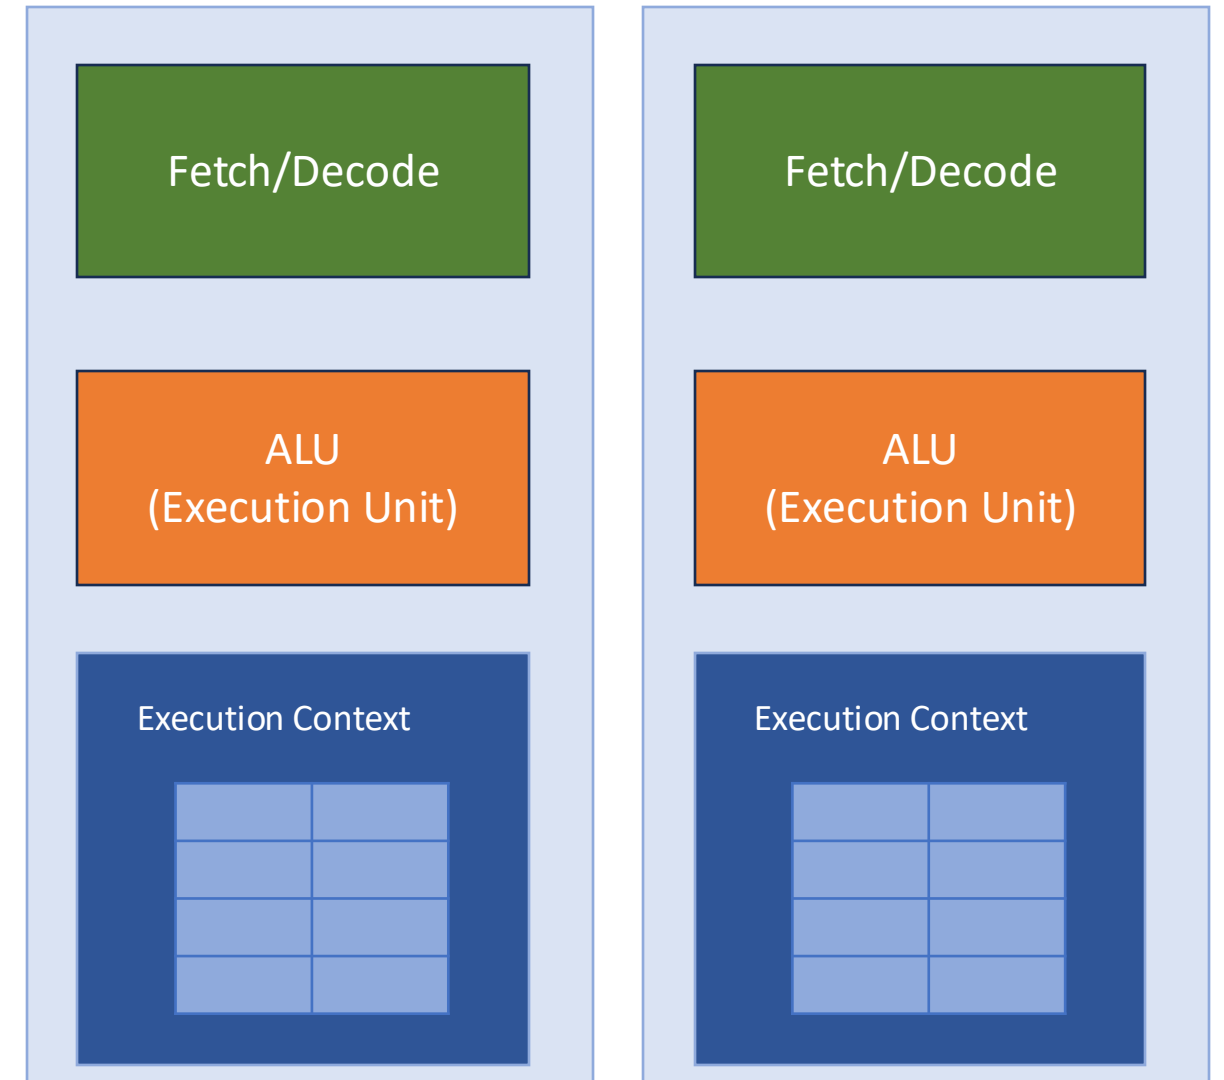 Fetch/Decode
ALU
(Execution Unit)
Execution Context
Fetch/Decode
ALU
(Execution Unit)
Execution Context